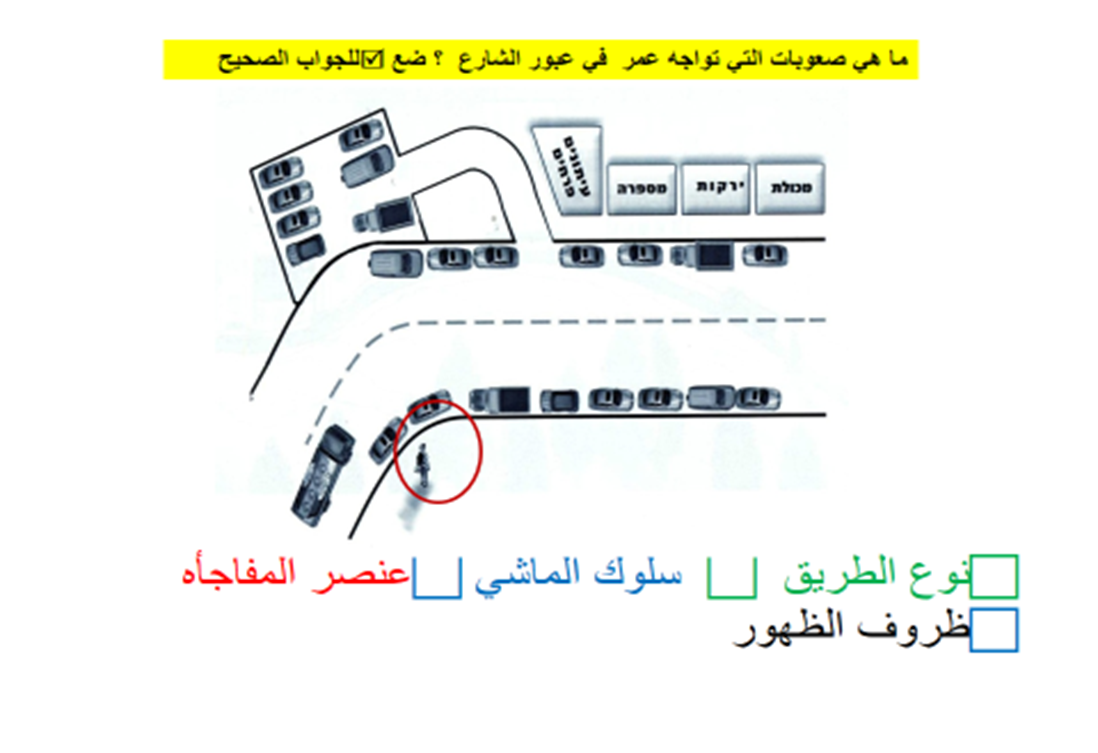 ما هي صعوبات التي تواجه عمر في عبور الشارع ؟ ضع ☑للجواب الصحيح
עיתונים
פרחים
מספרה
ירקות
מכולת
נوع الطريق سلوك الماشي عنصر المفاجأه
ظروف الظهور